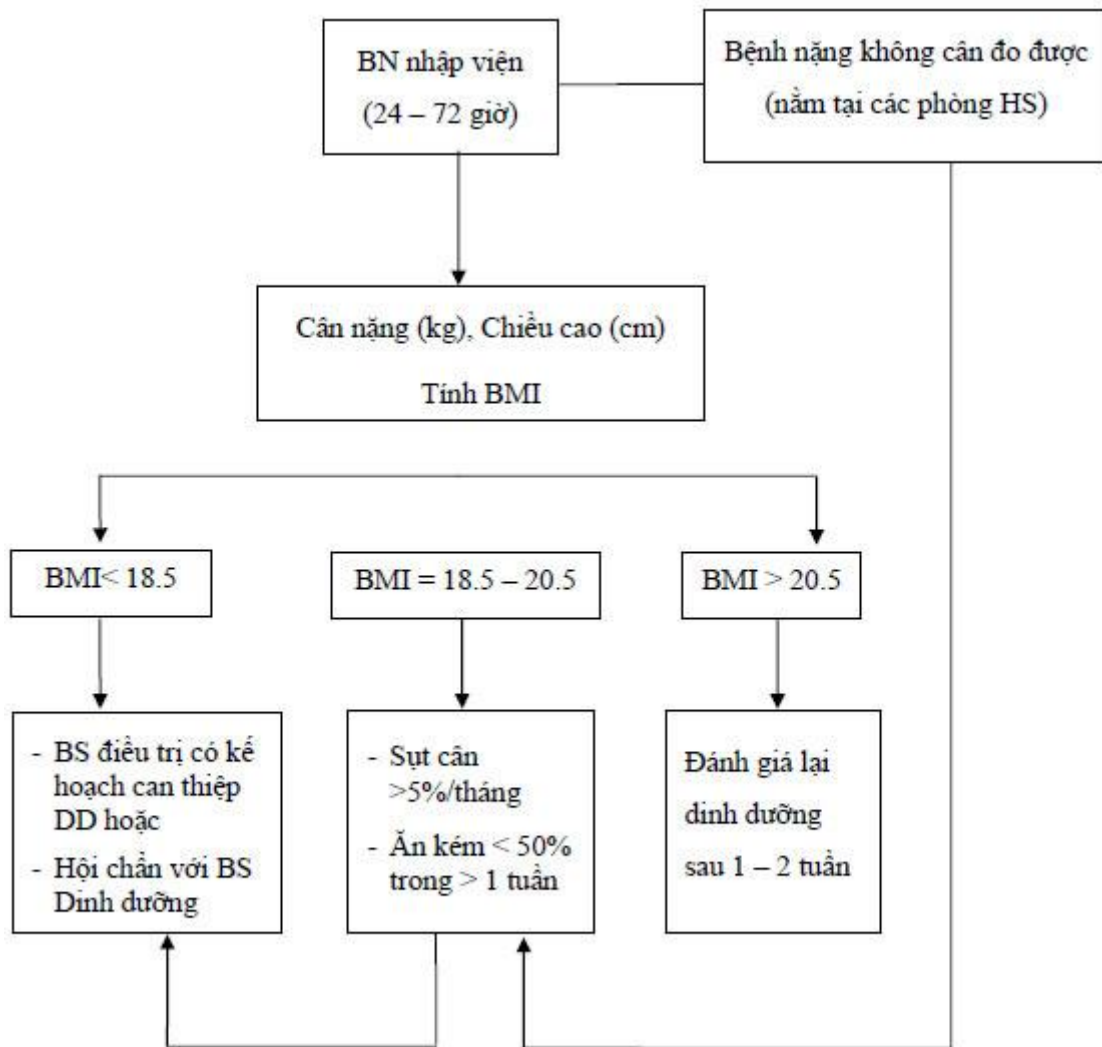 BN nhập viện
(24 – 72 giờ)
Bệnh nặng không cân đo được
(nằm tại các phòng HS)
Cân nặng (kg), Chiều cao (cm)
Tính BMI
BMI< 18.5
BMI = 18.5 – 20.5
BMI > 20.5
- BS điều trị có kế
hoạch can thiệp
DD hoặc
- Hội chẩn với BS
Dinh dưỡng
- Sụt cân
>5%/tháng
- Ăn kém < 50%
trong > 1 tuần
Đánh giá lại
dinh dưỡng
sau 1 – 2 tuần